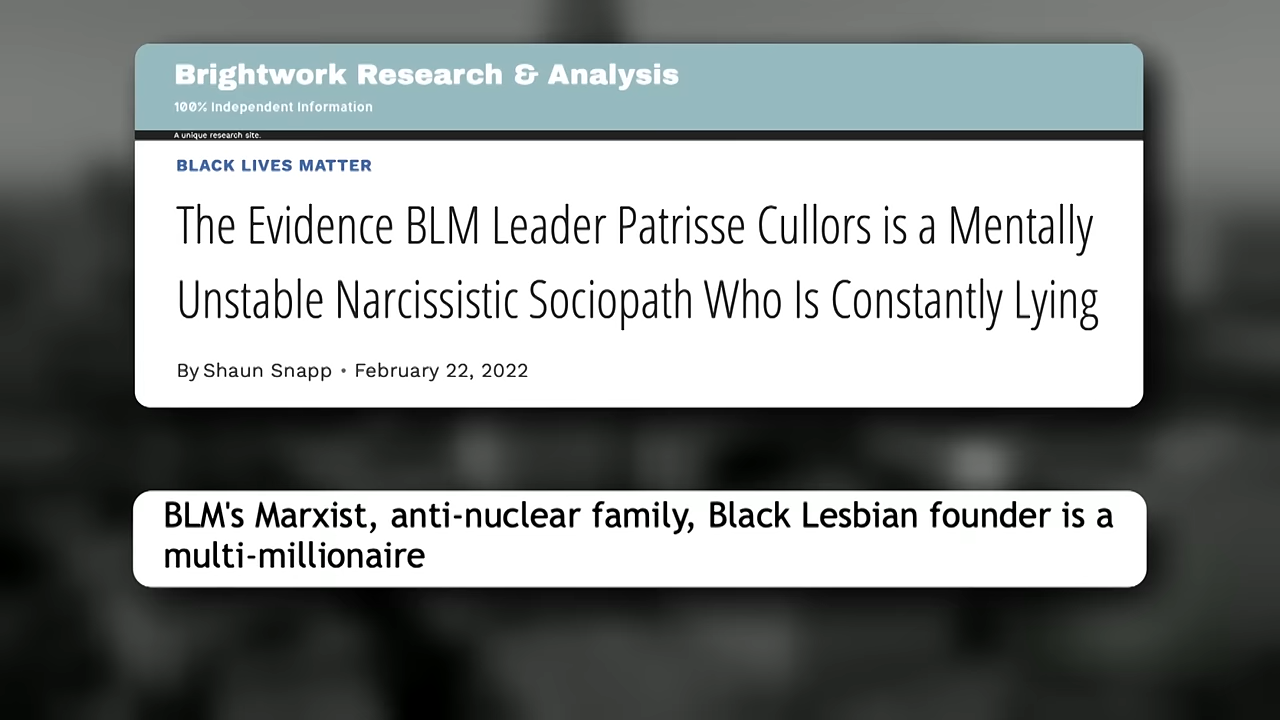 Brightwork Research & Analysis
100% Independent Information
A unique research site.
BLACK LIVES MATTER
The Evidence BLM Leader Patrisse Cullors is a Mentally
Unstable Narcissistic Sociopath Who Is Constantly Lying
By Shaun Snapp • February 22, 2022
BLM's Marxist, anti-nuclear family, Black Lesbian founder is a
multi-millionaire